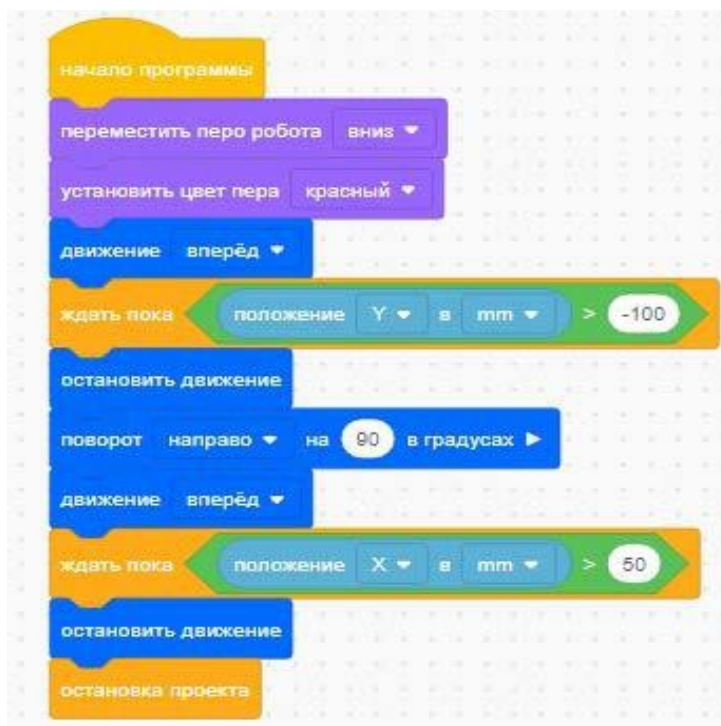 начало программы
переместить перо робота вниз
установить цвет пера красный
движение вперёд
ждать пока положение Y в mm > -100
остановить движение
поворот направо на 90 в градусах
движение вперёд
ждать пока положение X в mm > 50
остановить движение
остановка проекта